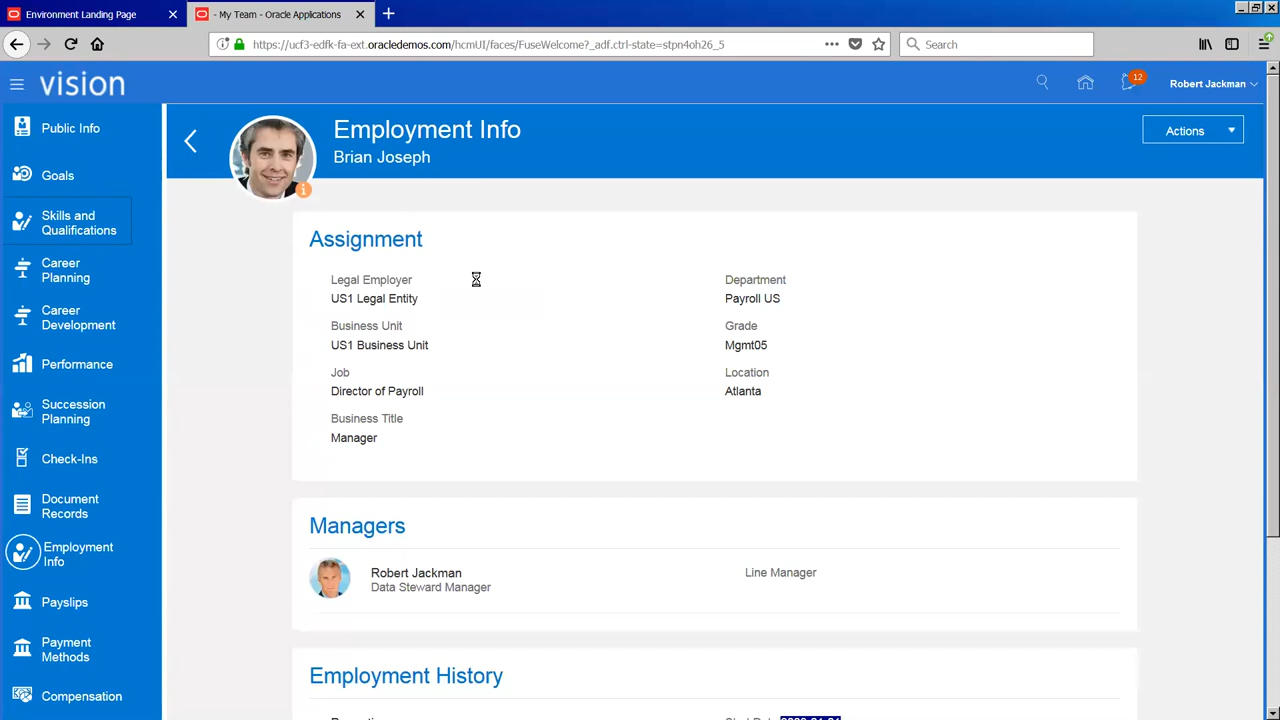 Environment Landing Page
- My Team - Oracle Applications
https://ucf3-edfk-fa-ext.oracledemos.com/hcmUI/faces/FuseWelcome?_adf.ctrl-state=stpn4oh26_5
Search
vision
12
Robert Jackman
Public Info
Goals
Skills and
Qualifications
Career
Planning
Career
Development
Performance
Succession
Planning
Check-Ins
Document
Records
Employment
Info
Payslips
Payment
Methods
Compensation
Employment Info
Brian Joseph
Actions
Assignment
Legal Employer
US1 Legal Entity
Business Unit
US1 Business Unit
Job
Director of Payroll
Business Title
Manager
Department
Payroll US
Grade
Mgmt05
Location
Atlanta
Managers
Robert Jackman
Data Steward Manager
Line Manager
Employment History